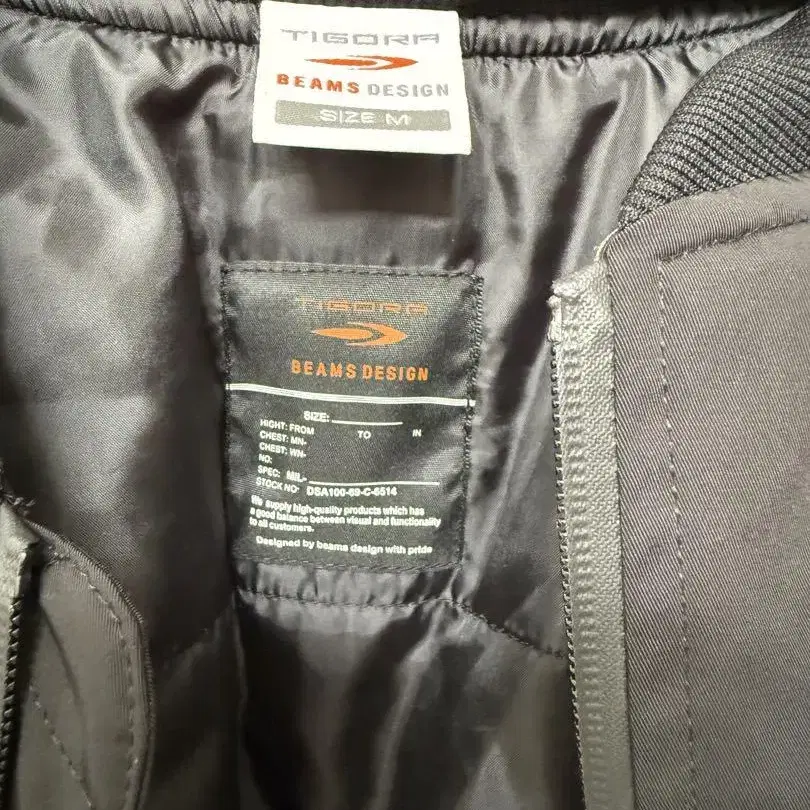 TIGORA
BEAMS DESIGN
SIZE M
TIGORA
BEAMS DESIGN
SIZE:
HIGHT: FROM TO IN
CHEST: MN-
CHEST: WN-
NO:
SPEC: MIL-
STOCK NO- DSA100-69-C-6514
We supply high-quality products which has
a good balance between visual and functionality
to all customers.
Designed by beams design with pride